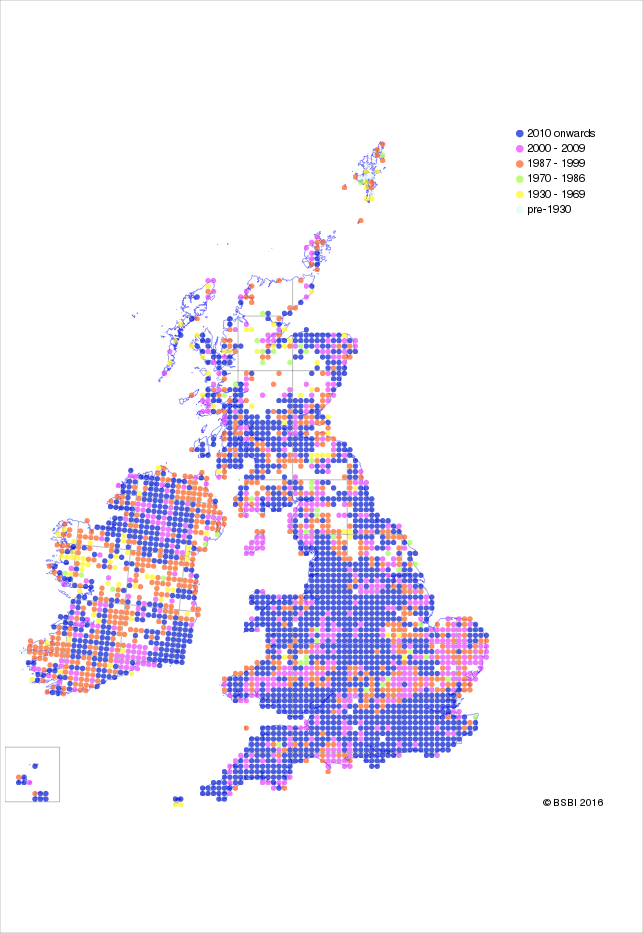 2010 onwards
2000 - 2009
1987 - 1999
1970 - 1986
1930 - 1969
pre-1930
© BSBI 2016